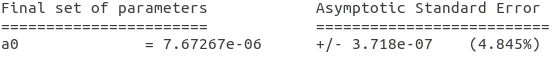 Final set of parameters            Asymptotic Standard Error
=======================            ==========================
a0              = 7.67267e-06      +/- 3.718e-07    (4.845%)